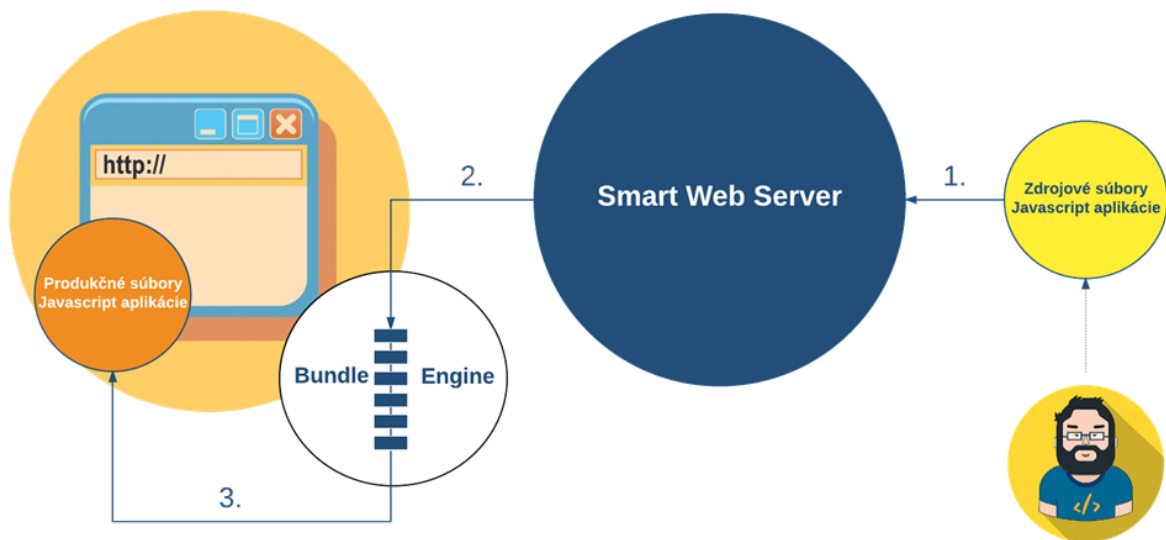 http://
Produkčné súbory
Javascript aplikácie
2.
Bundle Engine
3.
Smart Web Server
1.
Zdrojové súbory
Javascript aplikácie
</>